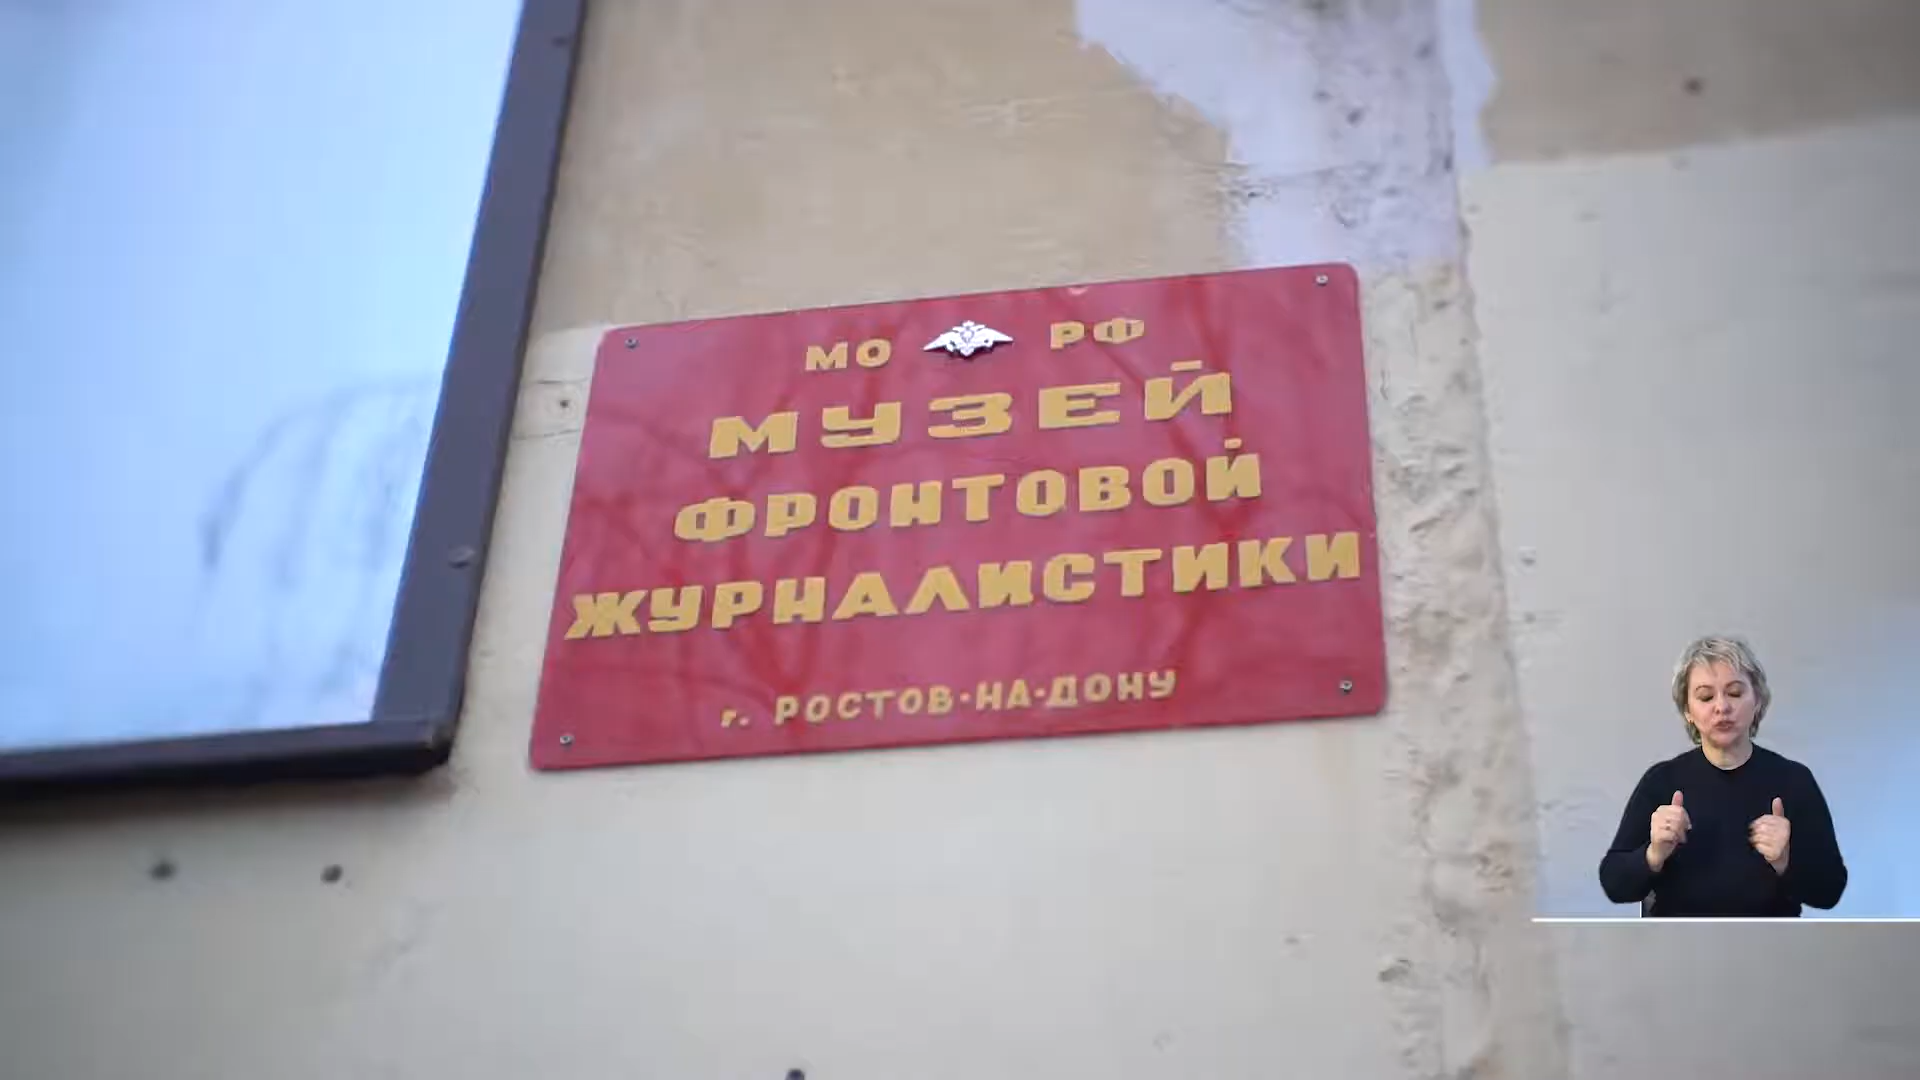 МО РФ
МУЗЕЙ
ФРОНТОВОЙ
ЖУРНАЛИСТИКИ
г. РОСТОВ-НА-ДОНУ